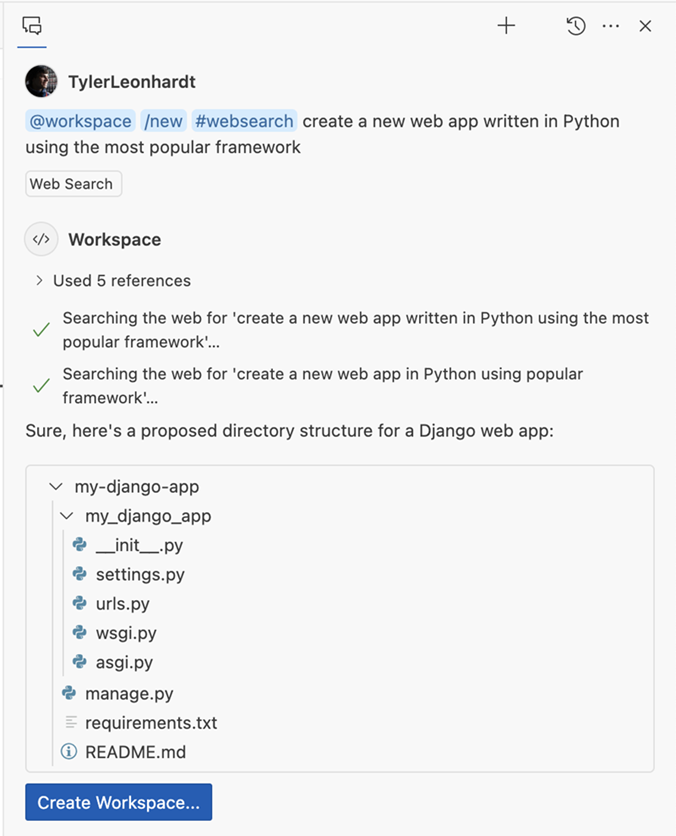 TylerLeonhardt
@workspace /new #websearch create a new web app written in Python
using the most popular framework
Web Search
Workspace
Used 5 references
Searching the web for 'create a new web app written in Python using the most
popular framework'...
Searching the web for 'create a new web app in Python using popular
framework'...
Sure, here's a proposed directory structure for a Django web app:
my-django-app
my_django_app
__init__.py
settings.py
urls.py
wsgi.py
asgi.py
manage.py
requirements.txt
README.md
Create Workspace...